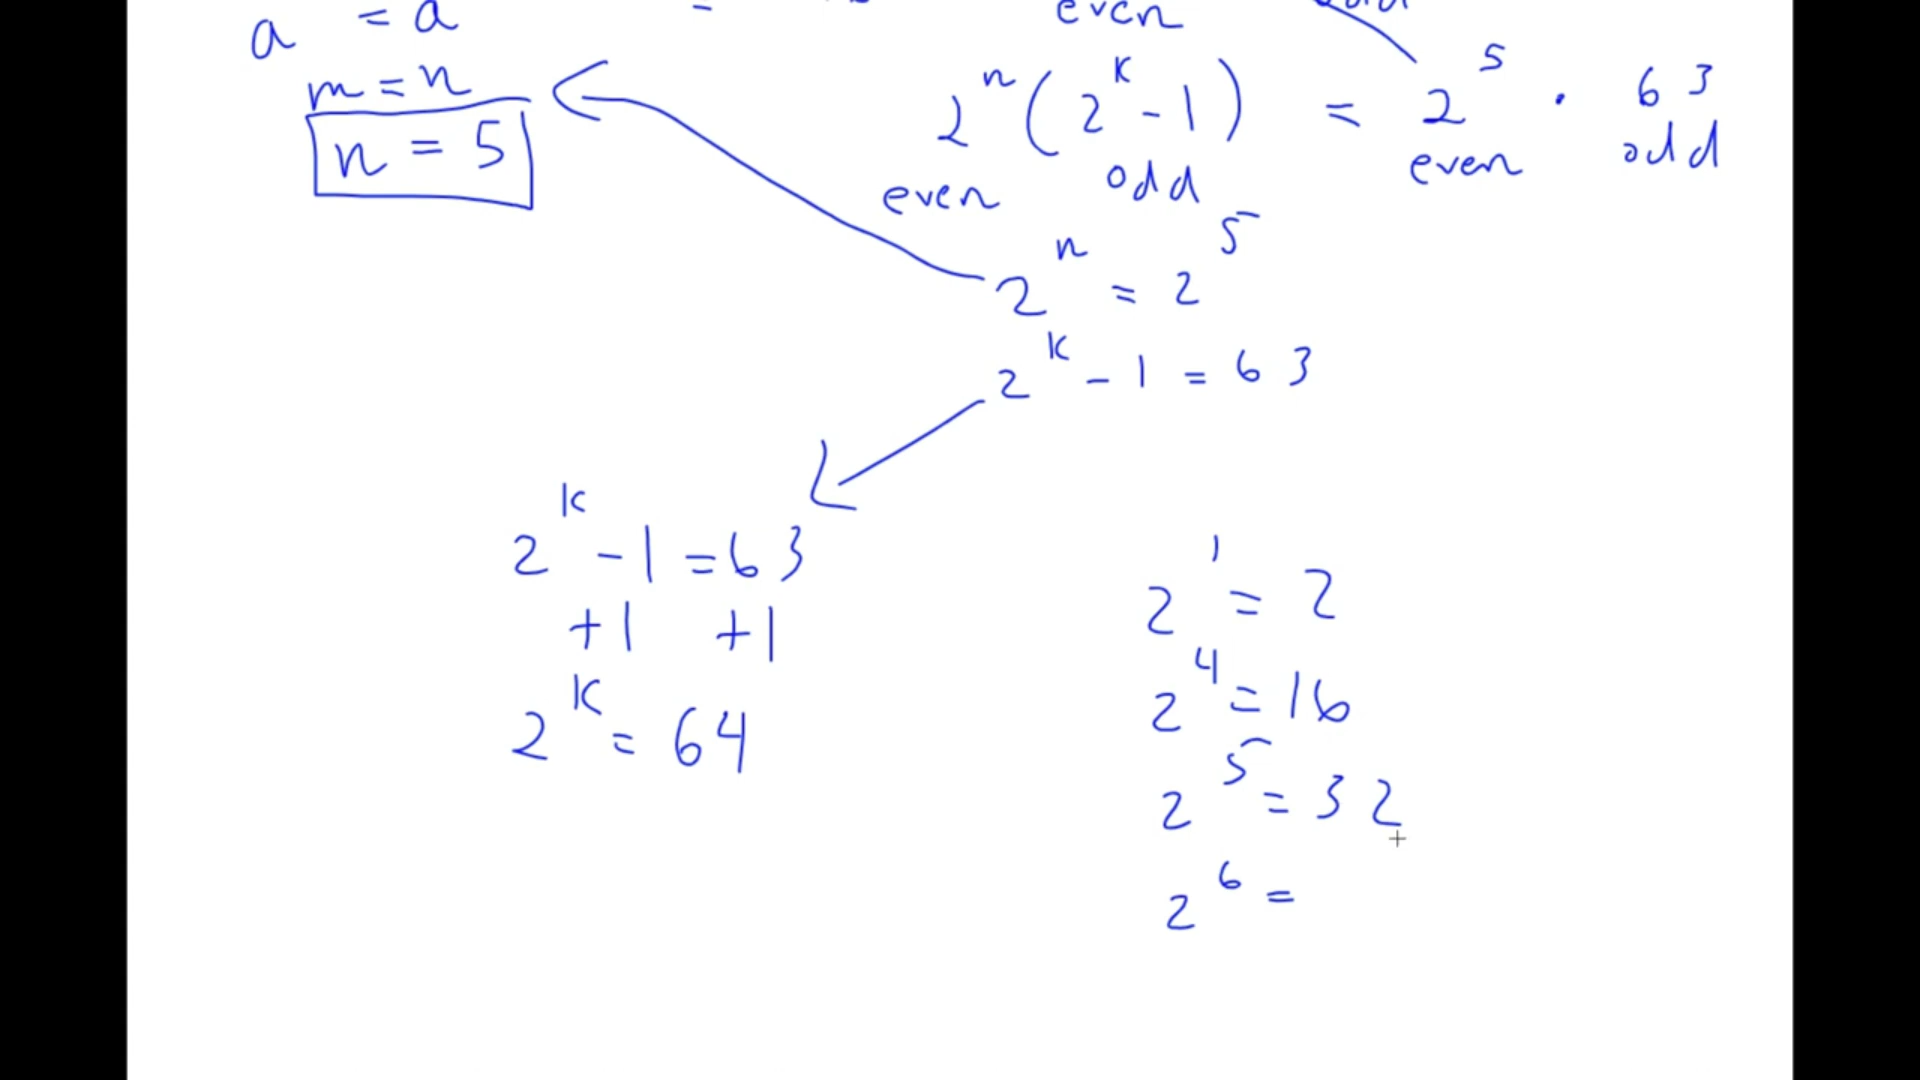 a = a
=
even
m = n
n = 5
2^n (2^k - 1) = 2^5 · 63
even odd even odd
2^n = 2^5
2^k - 1 = 63
2^k - 1 = 63
+1 +1
2^k = 64
2^1 = 2
2^4 = 16
2^5 = 32
2^6 =